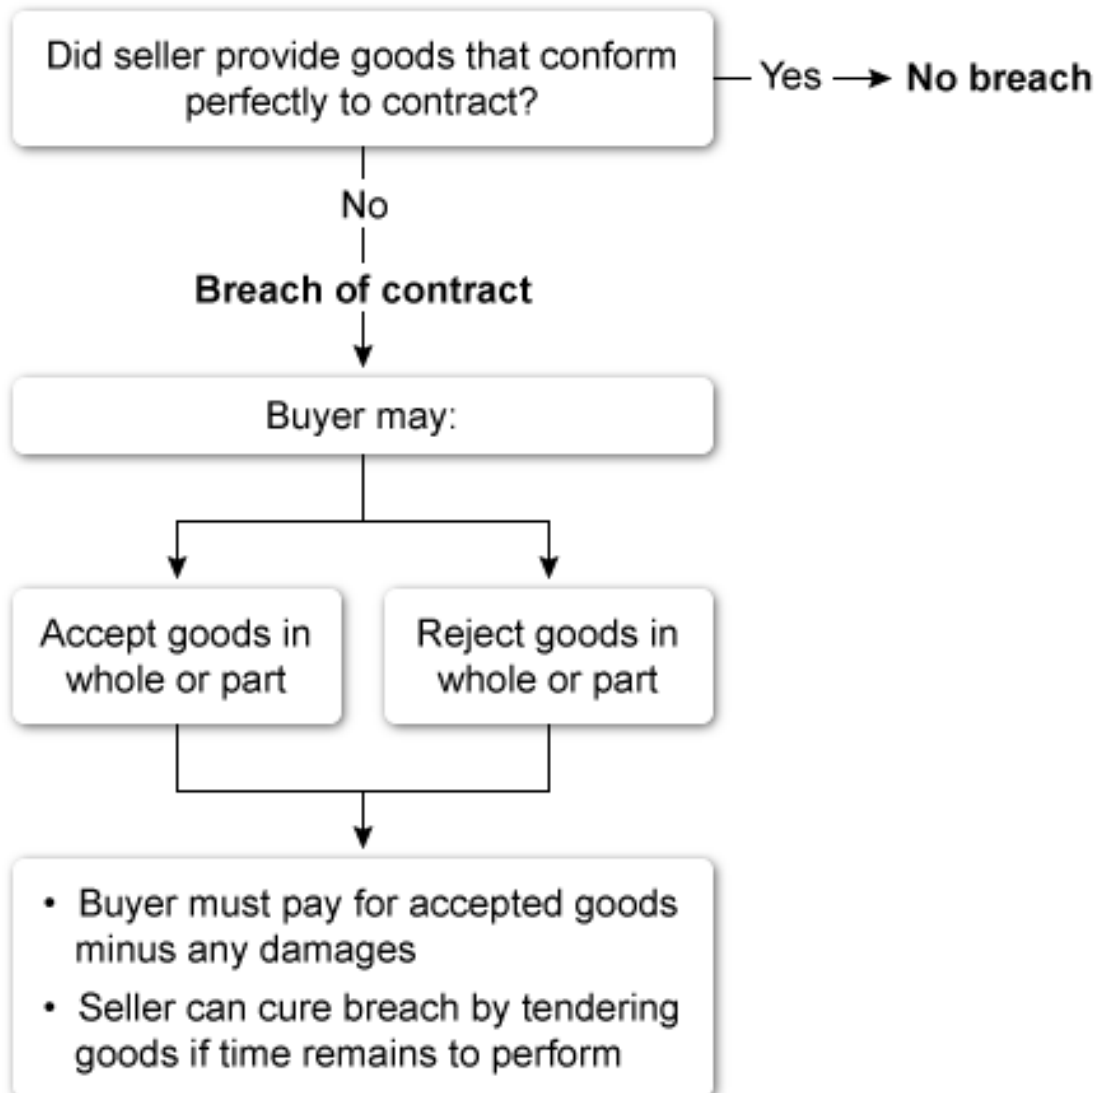 Did seller provide goods that conform
perfectly to contract?
Yes
No breach
No
Breach of contract
Buyer may:
Accept goods in
whole or part
Reject goods in
whole or part
• Buyer must pay for accepted goods
minus any damages
• Seller can cure breach by tendering
goods if time remains to perform